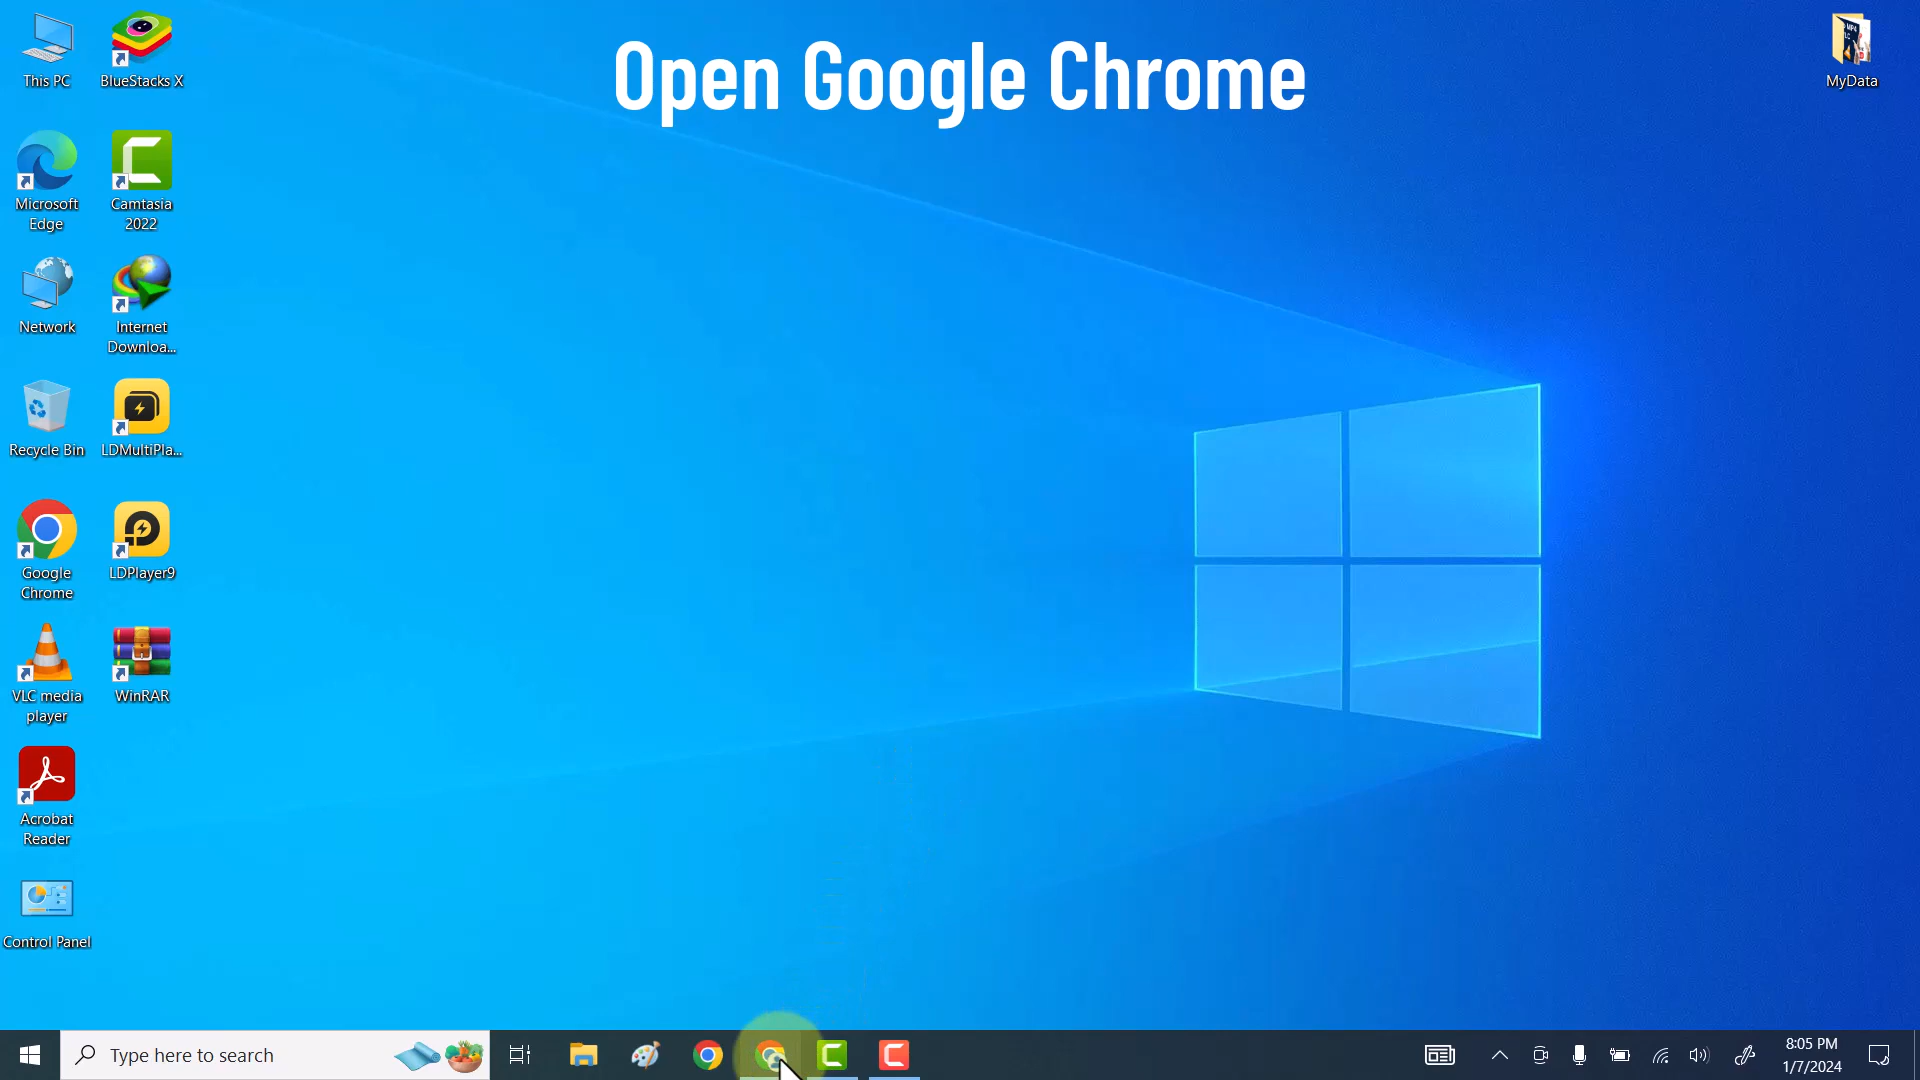 Open Google Chrome
This PC
BlueStacks X
MyData
Microsoft
Edge
Camtasia
2022
Network
Internet
Downloa...
Recycle Bin
LDMultiPla...
Google
Chrome
LDPlayer9
VLC media
player
WinRAR
Acrobat
Reader
Control Panel
Type here to search
8:05 PM
1/7/2024